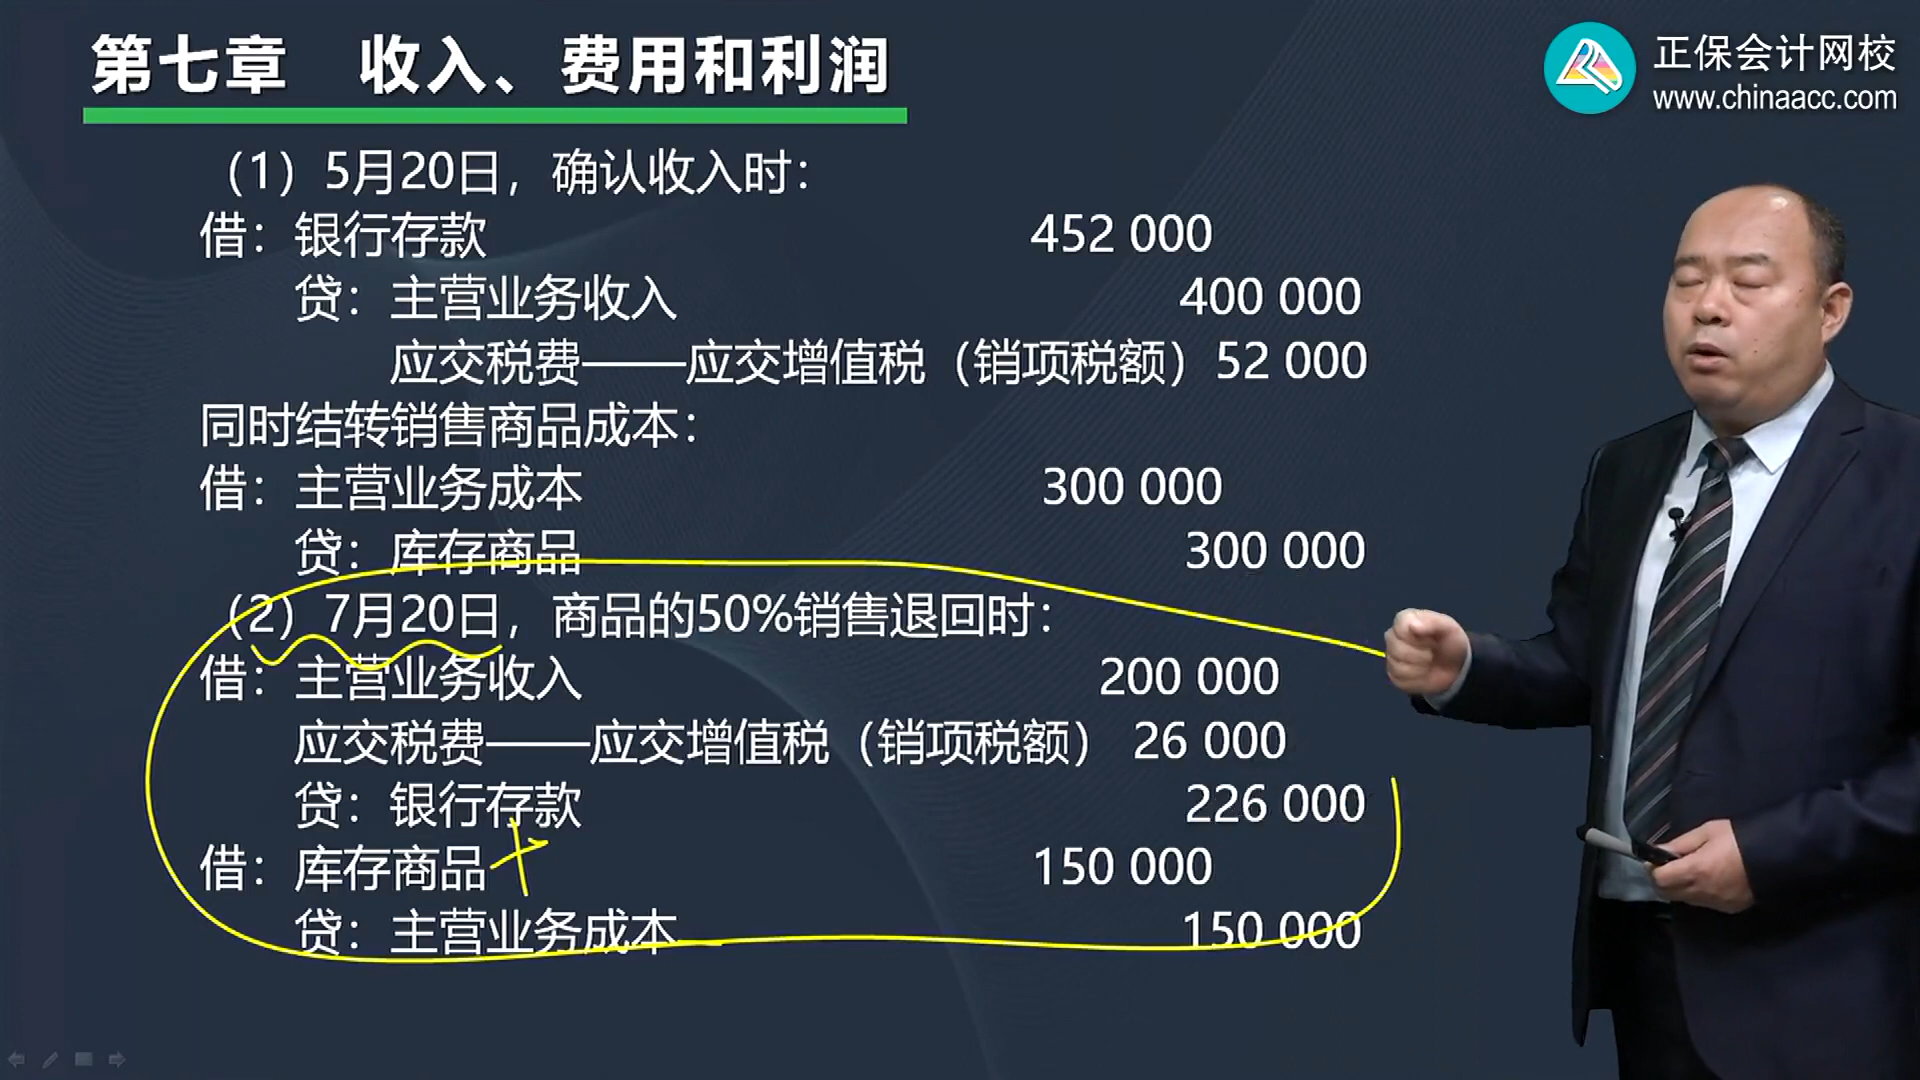 第七章 收入、费用和利润
正保会计网校
www.chinaacc.com
（1）5月20日，确认收入时：
借：银行存款 452 000
贷：主营业务收入 400 000
应交税费——应交增值税（销项税额）52 000
同时结转销售商品成本：
借：主营业务成本 300 000
贷：库存商品 300 000
（2）7月20日，商品的50%销售退回时：
借：主营业务收入 200 000
应交税费——应交增值税（销项税额） 26 000
贷：银行存款 226 000
借：库存商品 150 000
贷：主营业务成本 150 000